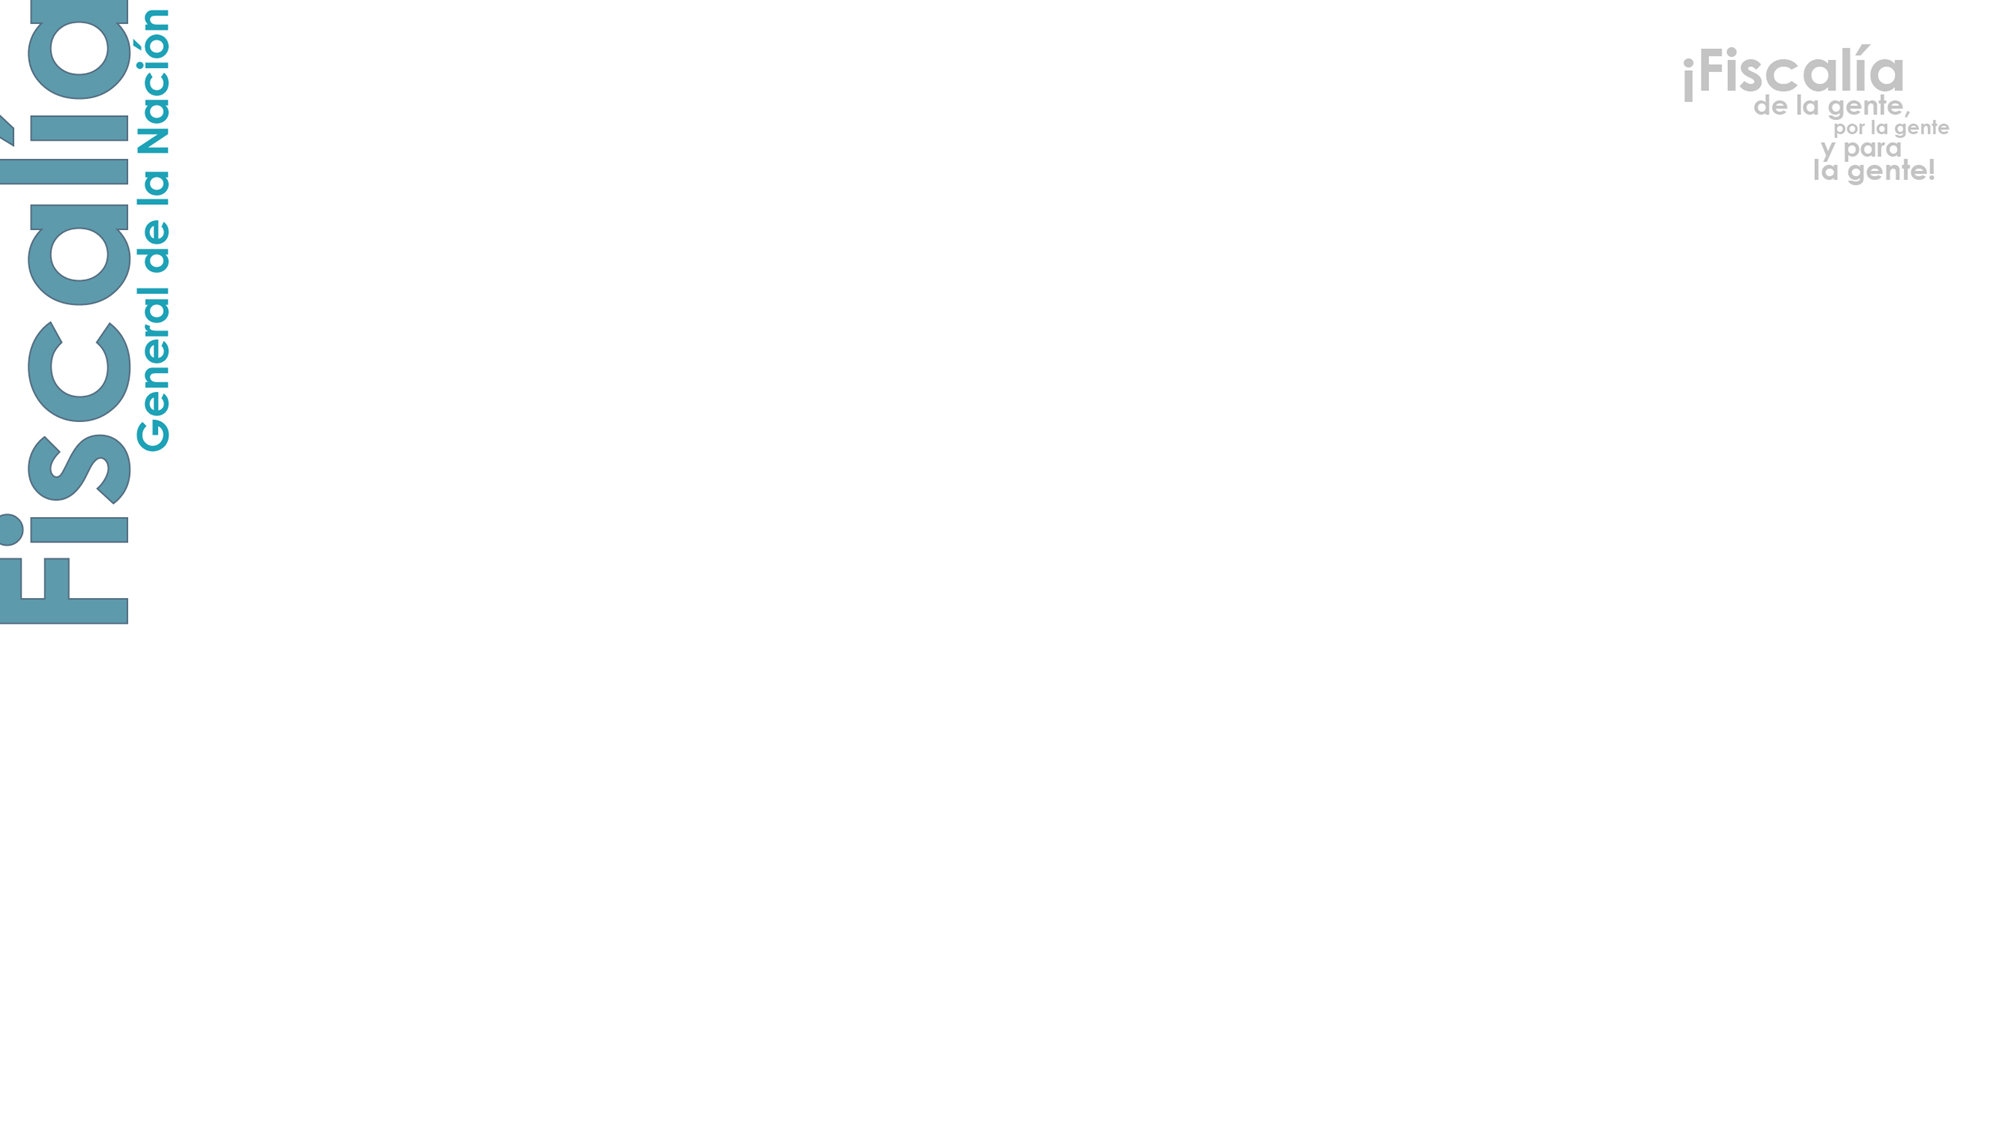 Fiscalía
General de la Nación
¡Fiscalía
de la gente,
por la gente
y para
la gente!